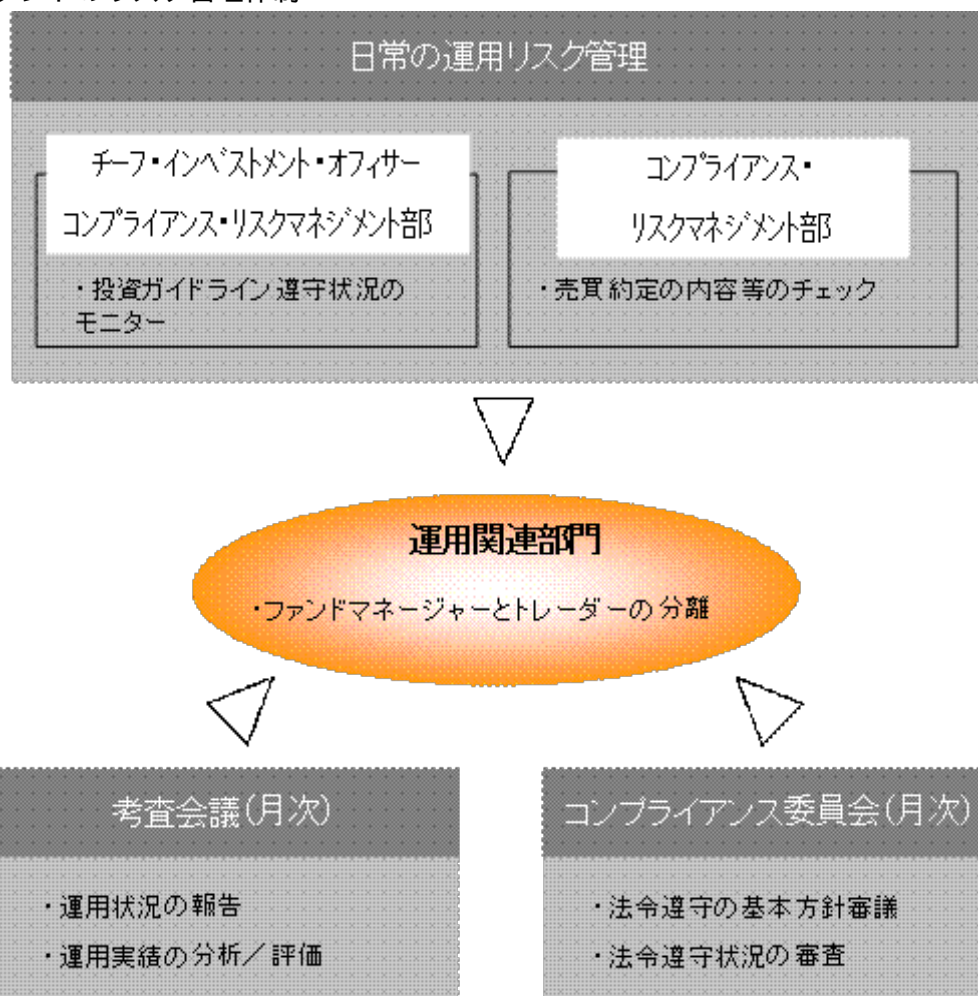 日常の運用リスク管理
チーフ・インベストメント・オフィサー
コンプライアンス・リスクマネジメント部
・投資ガイドライン遵守状況の
モニター
コンプライアンス・
リスクマネジメント部
・売買約定の内容等のチェック
運用関連部門
・ファンドマネージャーとトレーダーの分離
考査会議(月次)
・運用状況の報告
・運用実績の分析／評価
コンプライアンス委員会(月次)
・法令遵守の基本方針審議
・法令遵守状況の審査